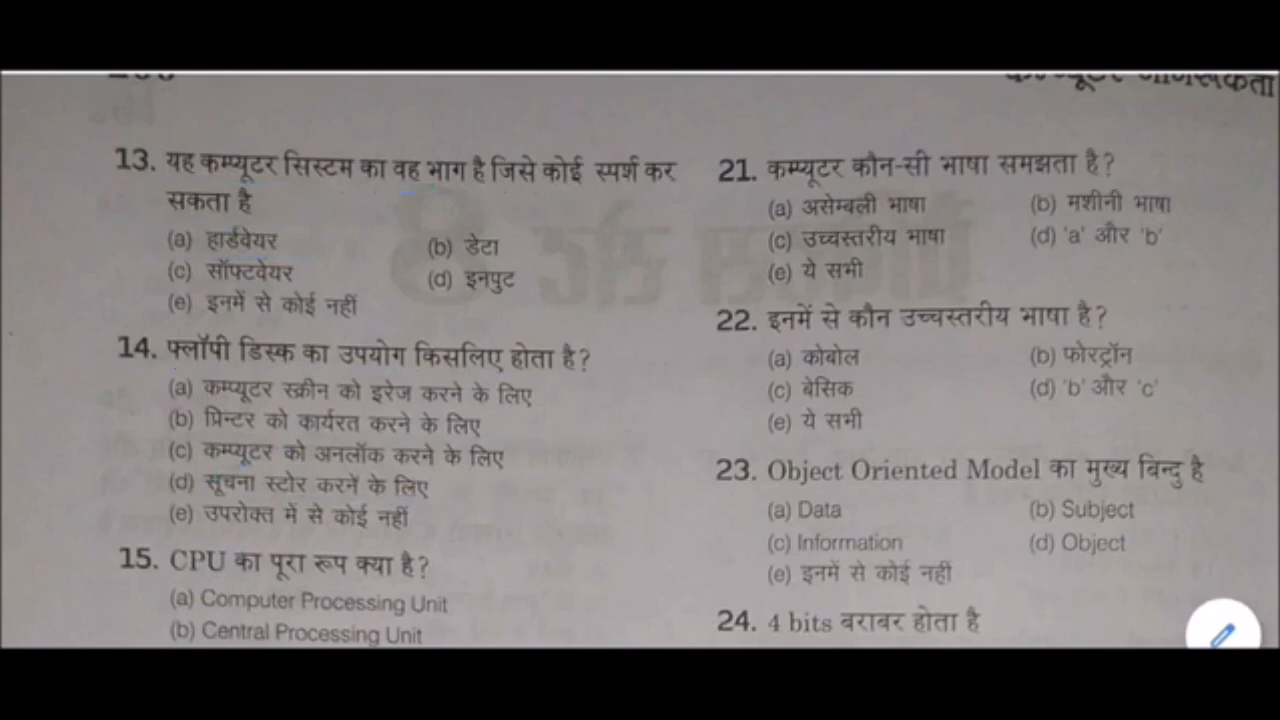 13. यह कम्प्यूटर सिस्टम का वह भाग है जिसे कोई स्पर्श कर
सकता है
(a) हार्डवेयर (b) डेटा
(c) सॉफ्टवेयर (d) इनपुट
(e) इनमें से कोई नहीं
14. फ्लॉपी डिस्क का उपयोग किसलिए होता है?
(a) कम्प्यूटर स्क्रीन को इरेज करने के लिए
(b) प्रिन्टर को कार्यरत करने के लिए
(c) कम्प्यूटर को अनलॉक करने के लिए
(d) सूचना स्टोर करने के लिए
(e) उपरोक्त में से कोई नहीं
15. CPU का पूरा रूप क्या है?
(a) Computer Processing Unit
(b) Central Processing Unit
21. कम्प्यूटर कौन-सी भाषा समझता है?
(a) असेम्बली भाषा (b) मशीनी भाषा
(c) उच्चस्तरीय भाषा (d) 'a' और 'b'
(e) ये सभी
22. इनमें से कौन उच्चस्तरीय भाषा है?
(a) कोबोल (b) फोरट्रॉन
(c) बेसिक (d) 'b' और 'c'
(e) ये सभी
23. Object Oriented Model का मुख्य बिन्दु है
(a) Data (b) Subject
(c) Information (d) Object
(e) इनमें से कोई नहीं
24. 4 bits बराबर होता है